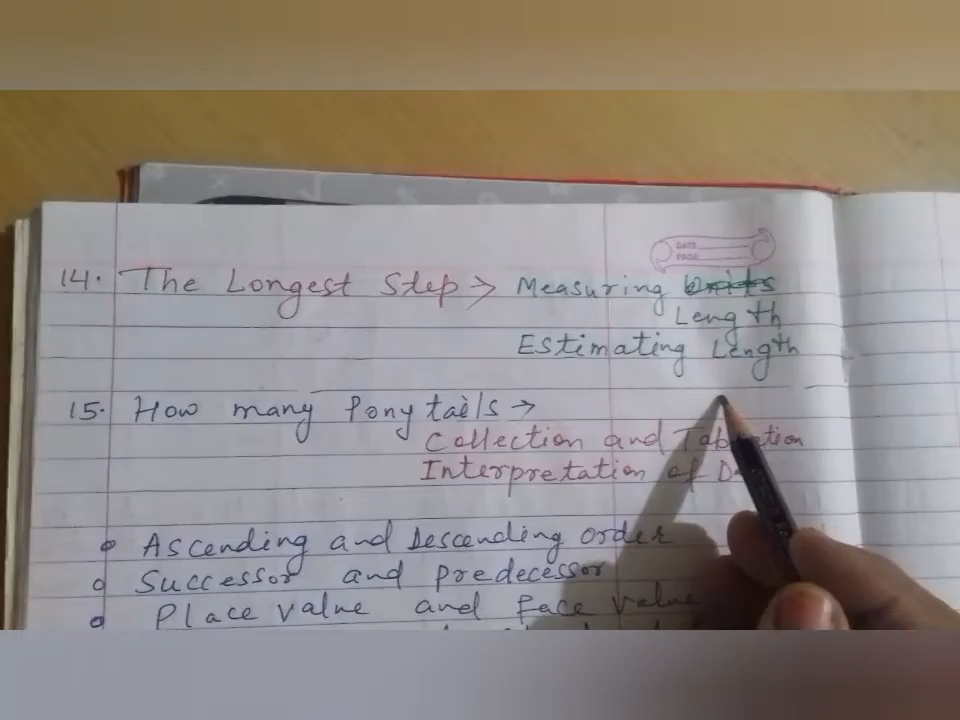 DATE
PAGE
14. The Longest Step → Measuring Units
Length
Estimating Length
15. How many Pony tails →
Collection and
Interpretation of
Ascending and Descending order
Successor and Predecessor
Place value and Face value